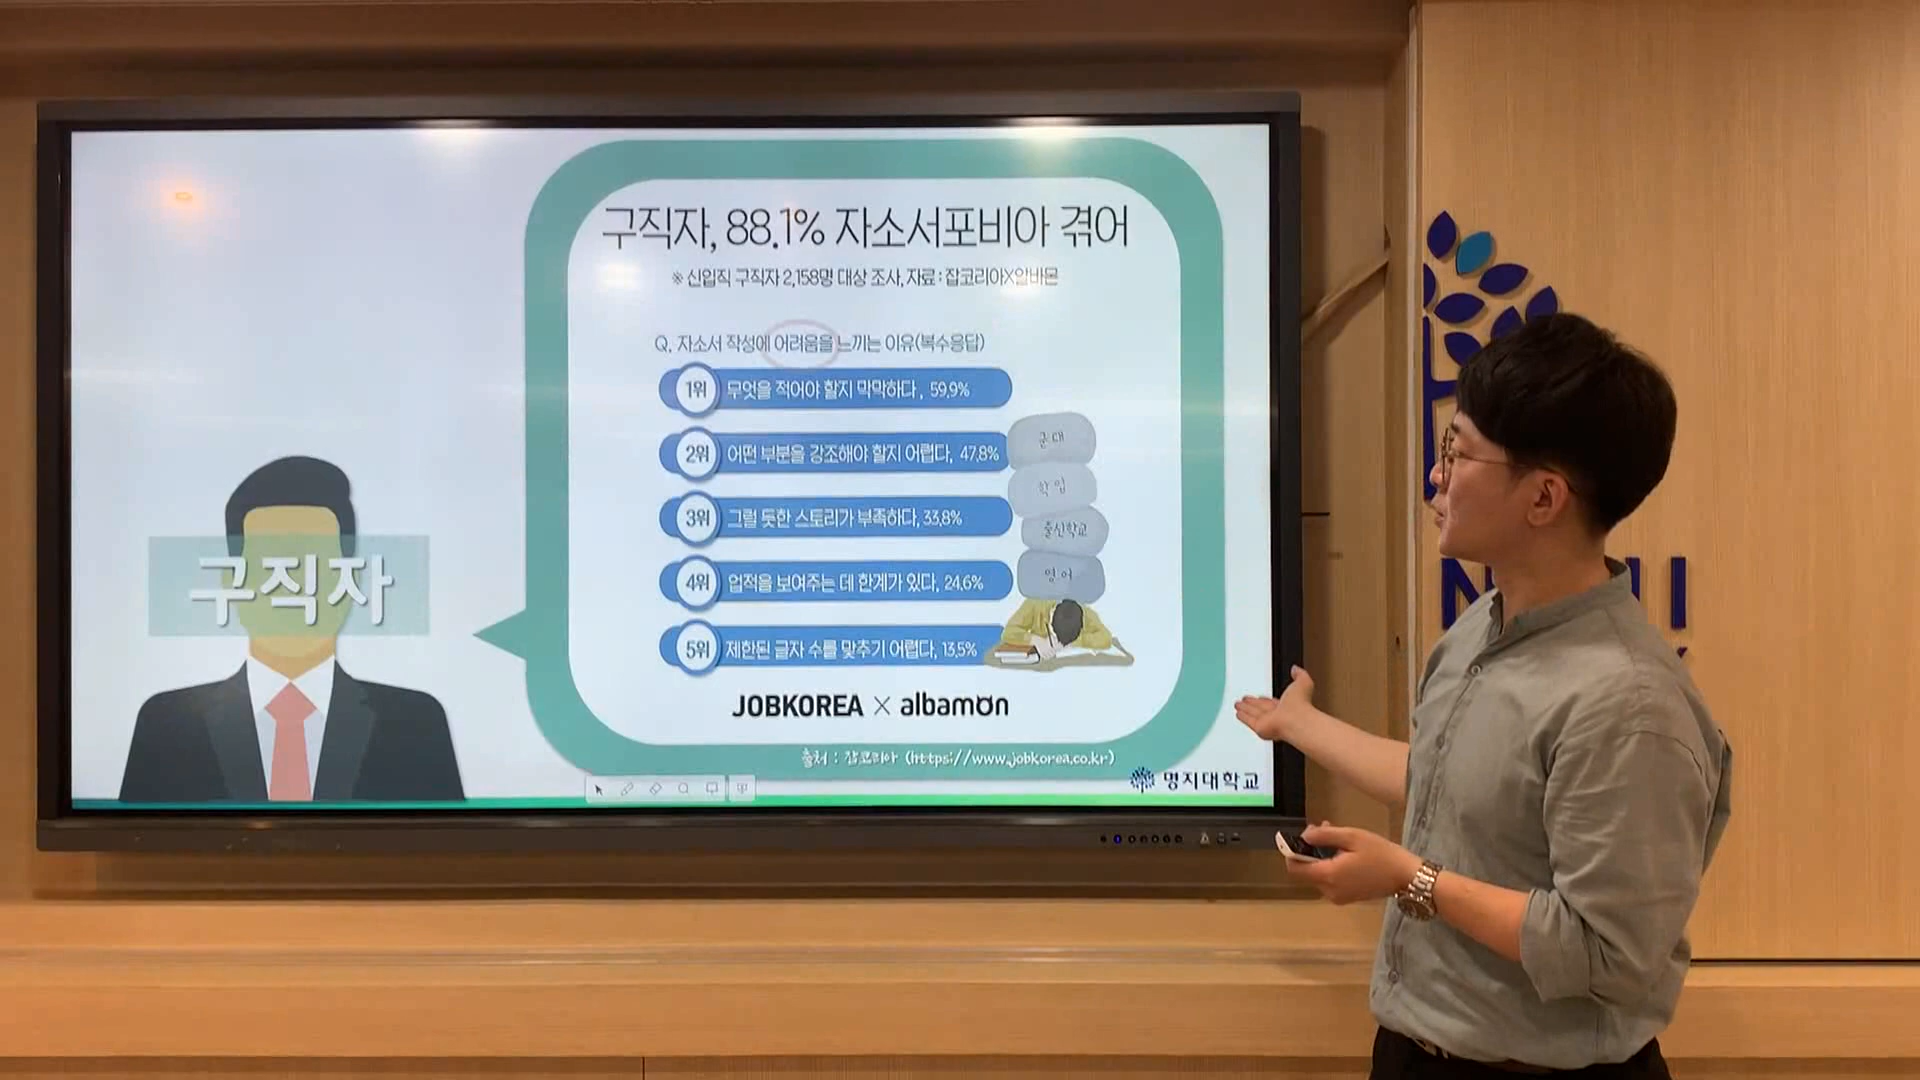 구직자, 88.1% 자소서포비아 겪어
※ 신입직 구직자 2,158명 대상 조사, 자료 : 잡코리아X알바몬
Q. 자소서 작성에 어려움을 느끼는 이유(복수응답)
1위 무엇을 적어야 할지 막막하다, 59.9%
2위 어떤 부분을 강조해야 할지 어렵다, 47.8%
3위 그럴 듯한 스토리가 부족하다, 33.8%
4위 업적을 보여주는 데 한계가 있다, 24.6%
5위 제한된 글자 수를 맞추기 어렵다, 13.5%
군대
학업
출신학교
영어
JOBKOREA X albamon
출처 : 잡코리아 (https://www.jobkorea.co.kr)
명지대학교
구직자